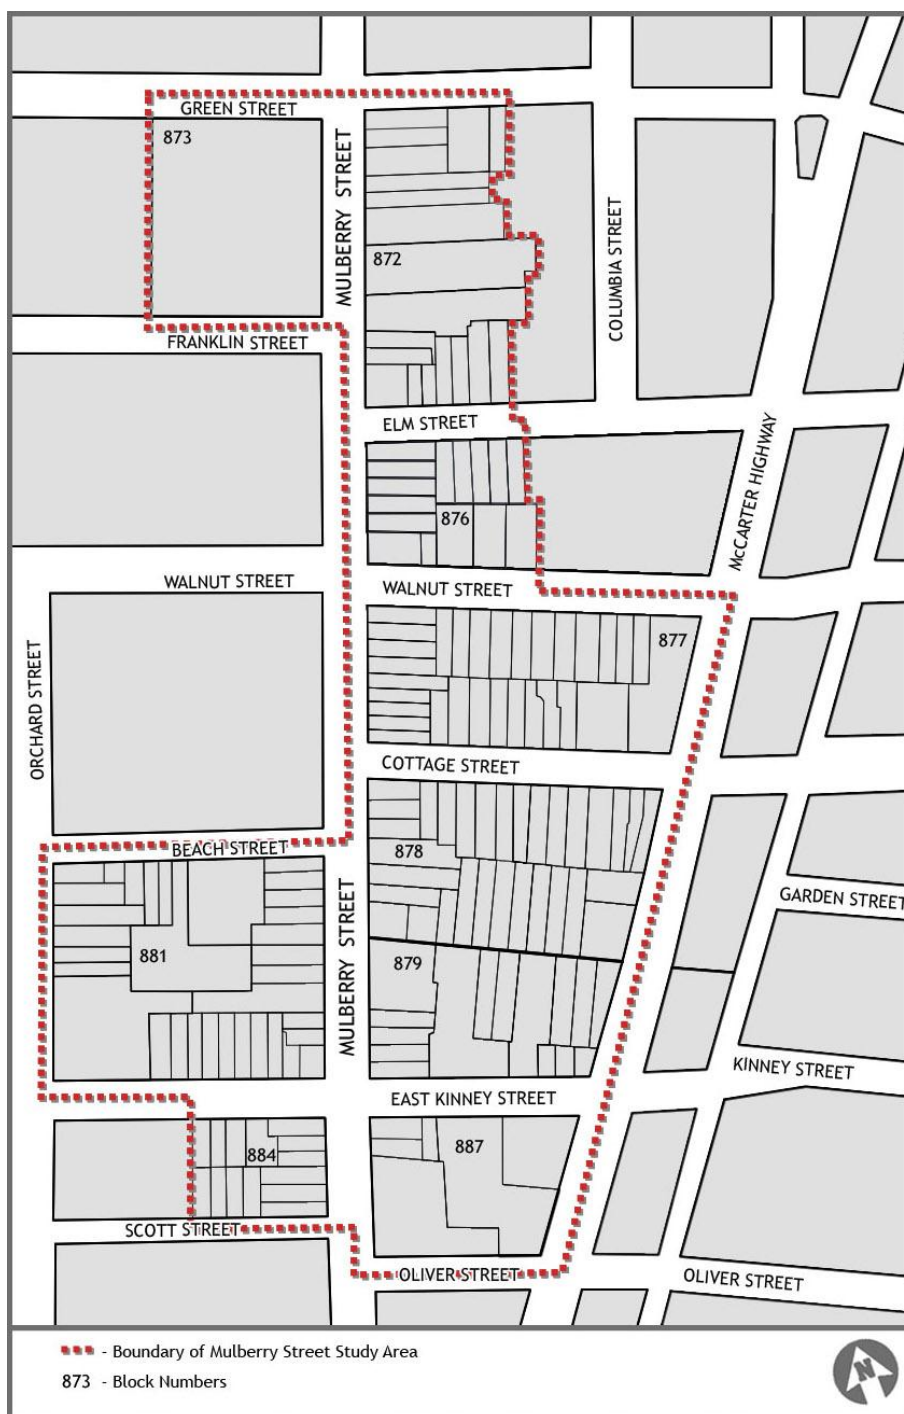 GREEN STREET
873
MULBERRY STREET
872
COLUMBIA STREET
FRANKLIN STREET
ELM STREET
McCARTER HIGHWAY
876
WALNUT STREET
WALNUT STREET
877
ORCHARD STREET
COTTAGE STREET
BEACH STREET
878
MULBERRY STREET
GARDEN STREET
881
879
KINNEY STREET
EAST KINNEY STREET
884
887
SCOTT STREET
OLIVER STREET
OLIVER STREET
- Boundary of Mulberry Street Study Area
873 - Block Numbers
N